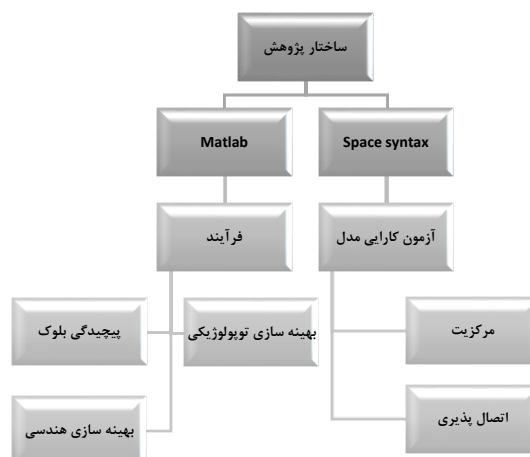 ساختار پژوهش
Space syntax
Matlab
آزمون کارایی مدل
فرآیند
مرکزیت
بهینه سازی توپولوژیکی
پیچیدگی بلوک
اتصال پذیری
بهینه سازی هندسی